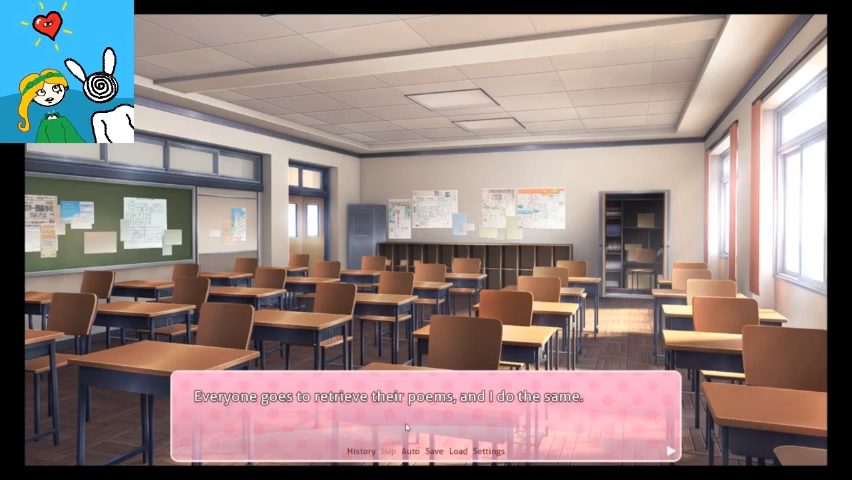 Everyone goes to retrieve their poems, and I do the same.
History Skip Auto Save Load Settings